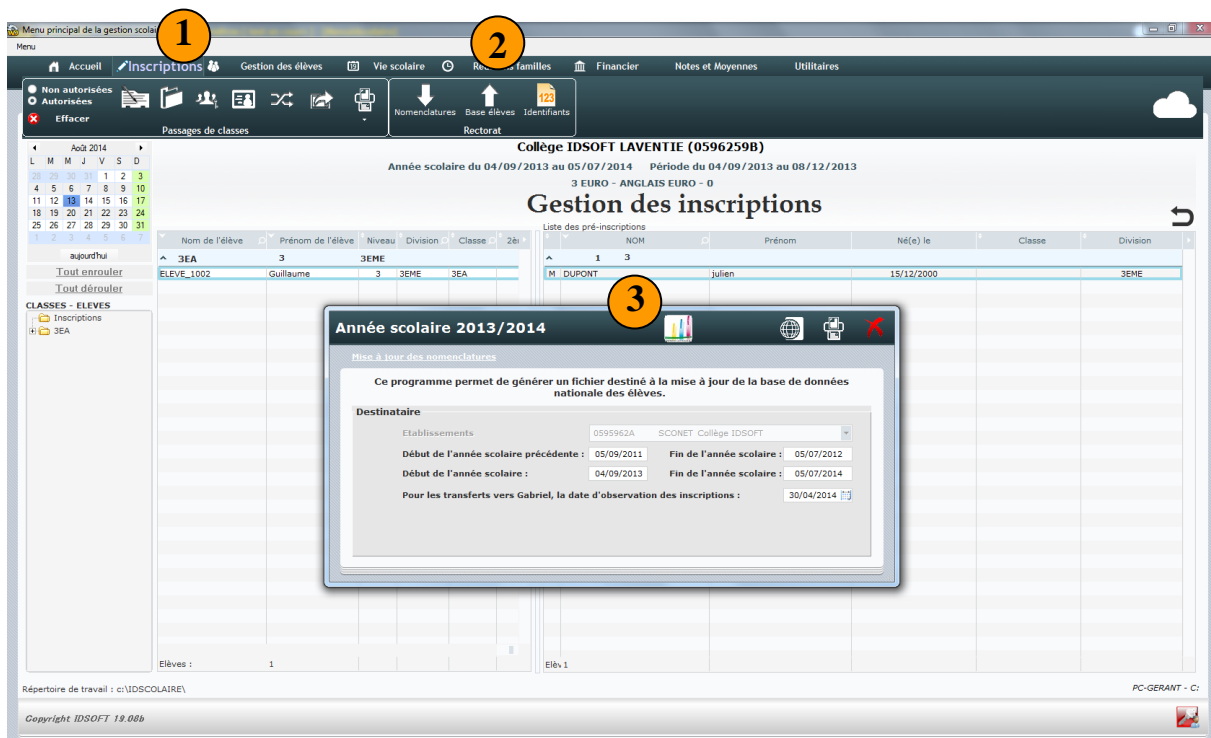 Menu principal de la gestion scolai
1
2
Menu
Accueil Inscriptions Gestion des élèves Vie scolaire familles Financier Notes et Moyennes Utilitaires
Non autorisées
Autorisées
Effacer
Passages de classes
Nomenclatures Base élèves Identifiants
123
Rectorat
Août 2014
L M M J V S D
28 29 30 31 1 2 3
4 5 6 7 8 9 10
11 12 13 14 15 16 17
18 19 20 21 22 23 24
25 26 27 28 29 30 31
1 2 3 4 5 6 7
aujourd'hui
Tout enrouler
Tout dérouler
CLASSES - ELEVES
Inscriptions
3EA
Collège IDSOFT LAVENTIE (0596259B)
Année scolaire du 04/09/2013 au 05/07/2014 Période du 04/09/2013 au 08/12/2013
3 EURO - ANGLAIS EURO - 0
Gestion des inscriptions
Liste des pré-inscriptions
Nom de l'élève Prénom de l'élève Niveau Division Classe 2è
3EA 3 3EME
ELEVE_1002 Guillaume 3 3EME 3EA
Elèves : 1
NOM Prénom Né(e) le Classe Division
1 3
M DUPONT julien 15/12/2000 3EME
Elèv 1
3
Année scolaire 2013/2014
Mise à jour des nomenclatures
Ce programme permet de générer un fichier destiné à la mise à jour de la base de données
nationale des élèves.
Destinataire
Etablissements 0595962A SCONET Collège IDSOFT
Début de l'année scolaire précédente : 05/09/2011 Fin de l'année scolaire : 05/07/2012
Début de l'année scolaire : 04/09/2013 Fin de l'année scolaire : 05/07/2014
Pour les transferts vers Gabriel, la date d'observation des inscriptions : 30/04/2014
Répertoire de travail : c:\IDSCOLAIRE\
PC-GERANT - C:
Copyright IDSOFT 19.08b